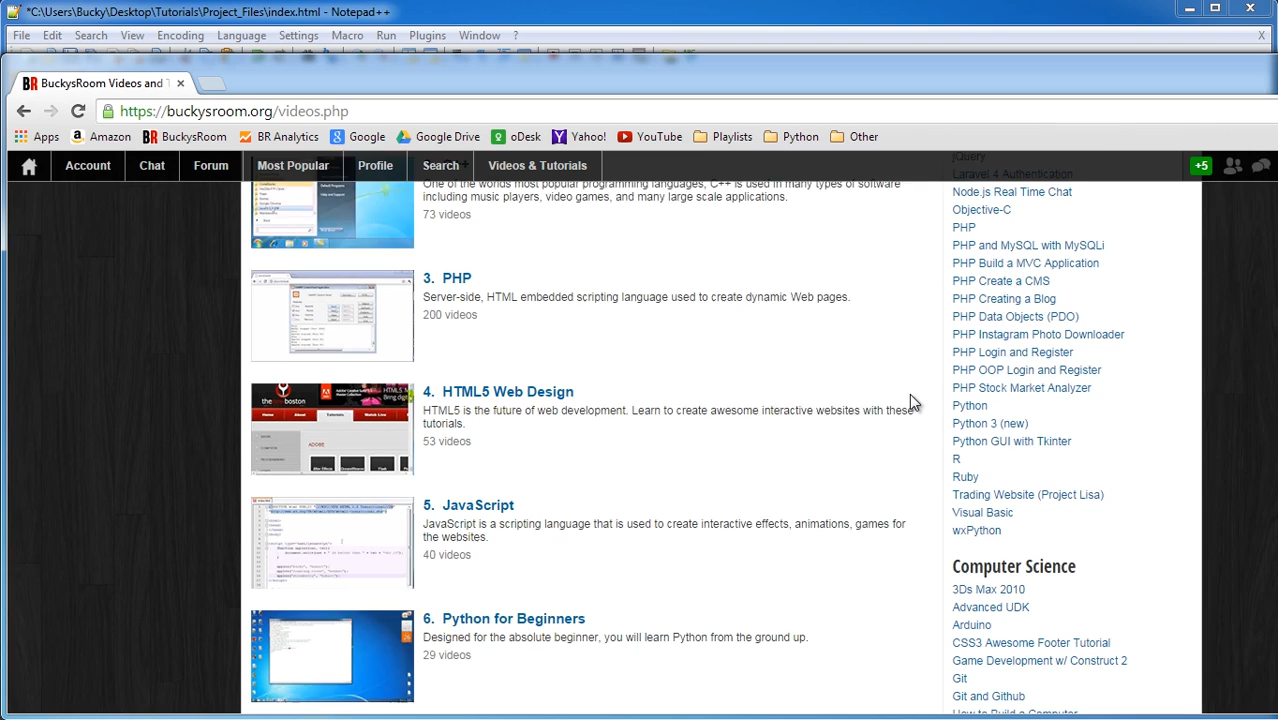 *C:\Users\Bucky\Desktop\Tutorials\Project_Files\index.html - Notepad++
File Edit Search View Encoding Language Settings Macro Run Plugins Window ?
X
BuckysRoom Videos and T
https://buckysroom.org/videos.php
Apps Amazon BuckysRoom BR Analytics Google Google Drive oDesk Yahoo! YouTube Playlists Python Other
Account Chat Forum Most Popular Profile Search Videos & Tutorials +5
One of the worlds most popular programming languages, C++ is used in many types of software
including music players, video games, and many large scale applications.
73 videos
3. PHP
Server-side, HTML embedded scripting language used to create dynamic Web pages.
200 videos
4. HTML5 Web Design
HTML5 is the future of web development. Learn to create awesome interactive websites with these
tutorials.
53 videos
5. JavaScript
JavaScript is a scripting language that is used to create interactive effects, animations, games for
the websites.
40 videos
6. Python for Beginners
Designed for the absolute beginner, you will learn Python from the ground up.
29 videos
jQuery
Laravel 4 Authentication
Node.js Real Time Chat
Objective-C
PHP
PHP and MySQL with MySQLi
PHP Build a MVC Application
PHP Create a CMS
PHP Creating a Blog
PHP Data Objects (PDO)
PHP Instagram Photo Downloader
PHP Login and Register
PHP OOP Login and Register
PHP Stock Market Analyzer
Python
Python 3 (new)
Python GUI with Tkinter
R
Ruby
Trading Website (Project Lisa)
Visual Basic
wxPython
Computer Science
3Ds Max 2010
Advanced UDK
Arduino
CSS3 Awesome Footer Tutorial
Game Development w/ Construct 2
Git
Git and Github
How to Build a Computer